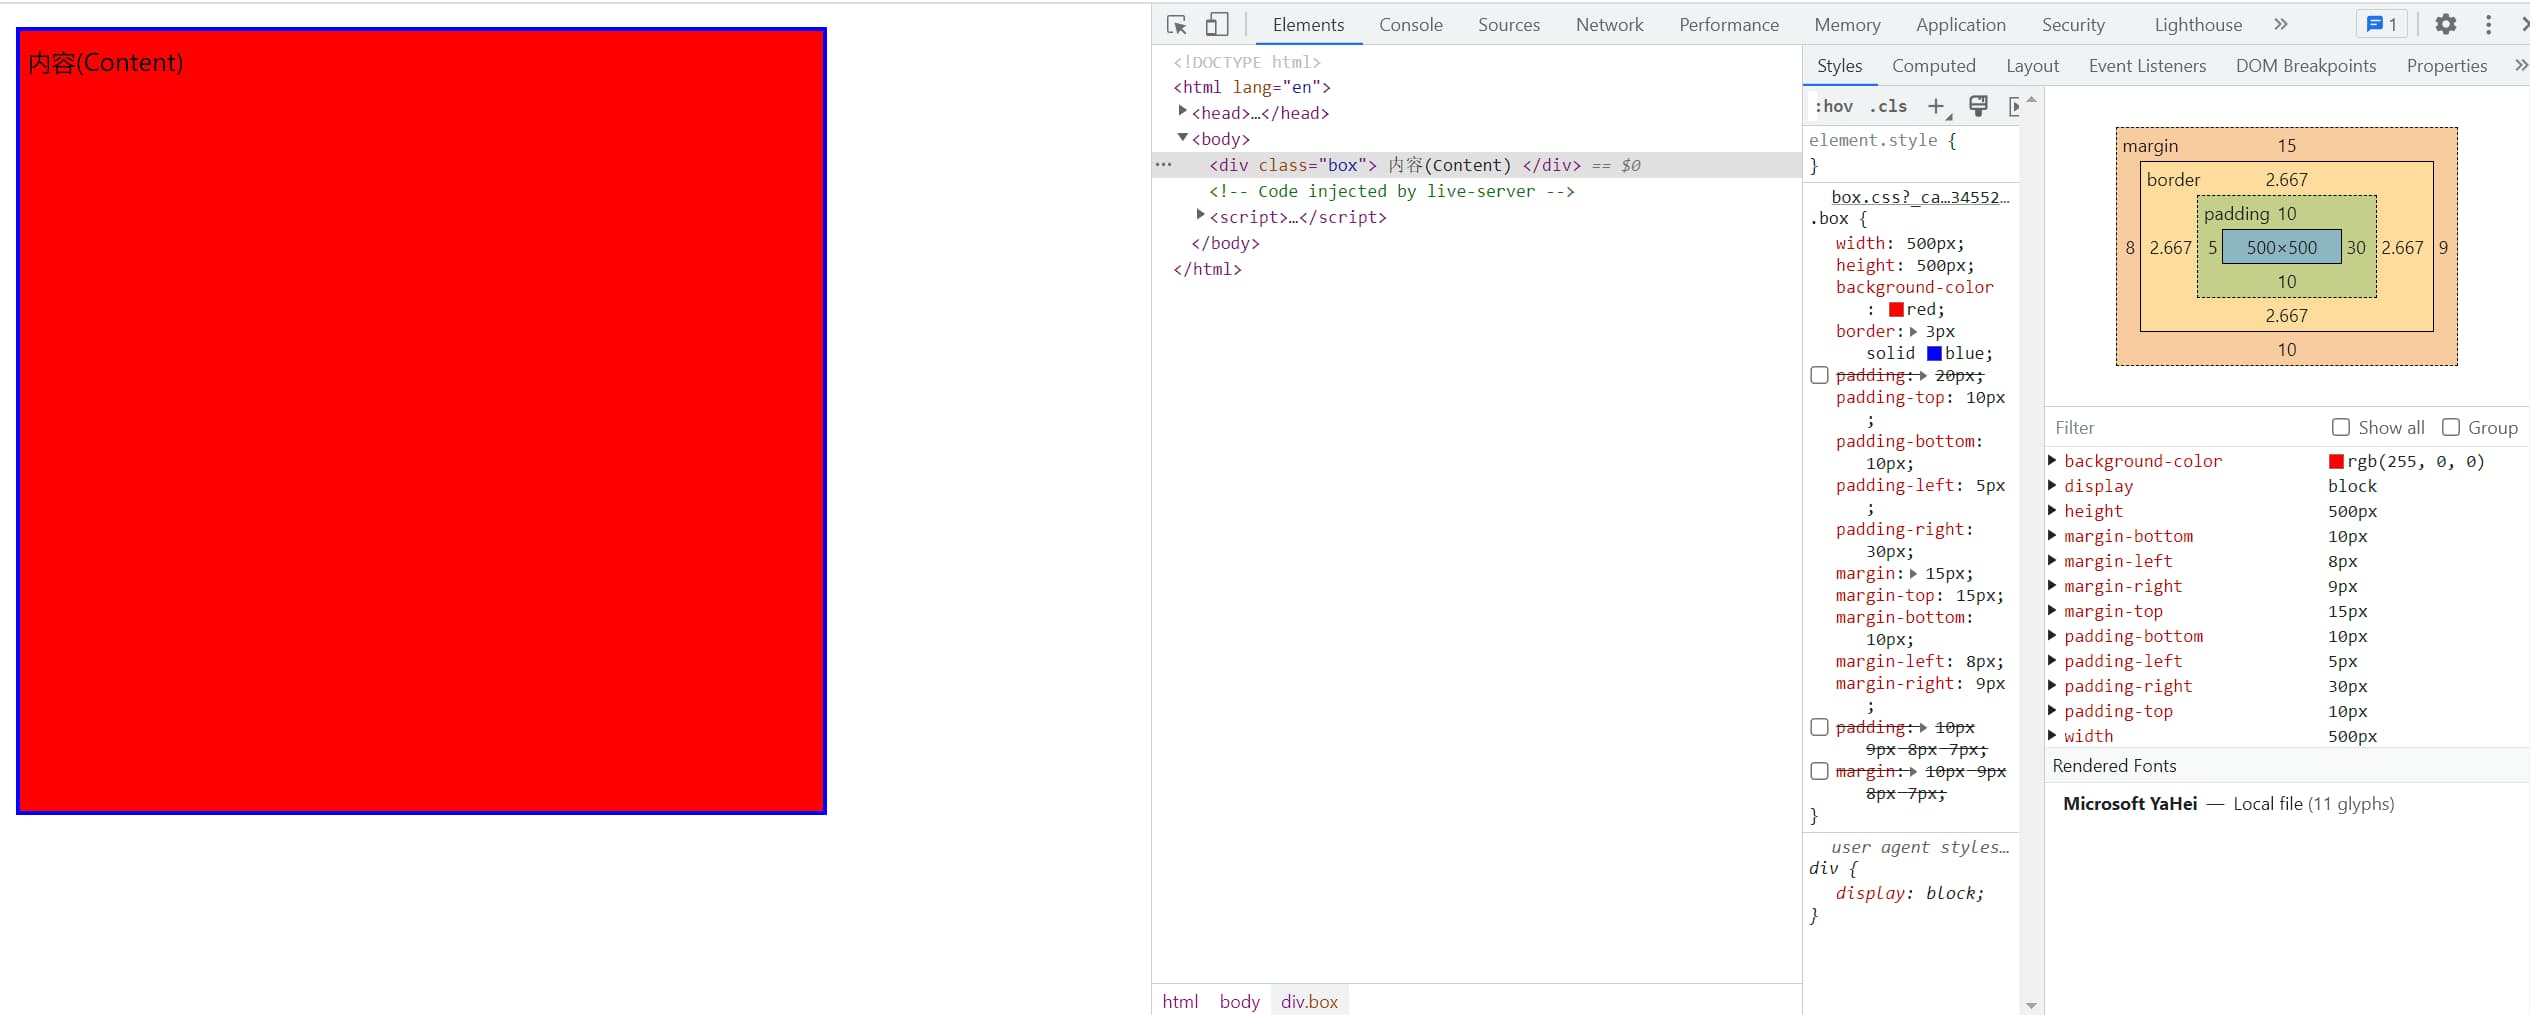 内容(Content)
Elements Console Sources Network Performance Memory Application Security Lighthouse » 1
<!DOCTYPE html>
<html lang="en">
<head>…</head>
<body>
<div class="box"> 内容(Content) </div> == $0
<!-- Code injected by live-server -->
<script>…</script>
</body>
</html>
html body div.box
Styles Computed Layout Event Listeners DOM Breakpoints Properties »
:hov .cls +
element.style {
}
box.css?_ca…34552…
.box {
width: 500px;
height: 500px;
background-color
: red;
border: 3px
solid blue;
padding: 20px;
padding-top: 10px
;
padding-bottom:
10px;
padding-left: 5px
;
padding-right:
30px;
margin: 15px;
margin-top: 15px;
margin-bottom:
10px;
margin-left: 8px;
margin-right: 9px
;
padding: 10px
9px 8px 7px;
margin: 10px 9px
8px 7px;
}
user agent styles…
div {
display: block;
}
margin 15
border 2.667
padding 10
8 2.667 5 500×500 30 2.667 9
10
2.667
10
Filter Show all Group
background-color rgb(255, 0, 0)
display block
height 500px
margin-bottom 10px
margin-left 8px
margin-right 9px
margin-top 15px
padding-bottom 10px
padding-left 5px
padding-right 30px
padding-top 10px
width 500px
Rendered Fonts
Microsoft YaHei — Local file (11 glyphs)